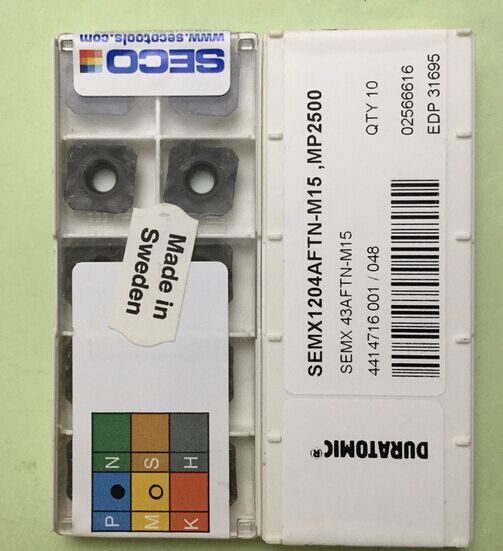 SECO
www.secotools.com
Made in
Sweden
P N
M S
K H
SEMX1204AFTN-M15 ,MP2500
SEMX 43AFTN-M15
4414716 001 / 048
QTY 10
02566616
EDP 31695
DURATOMIC®